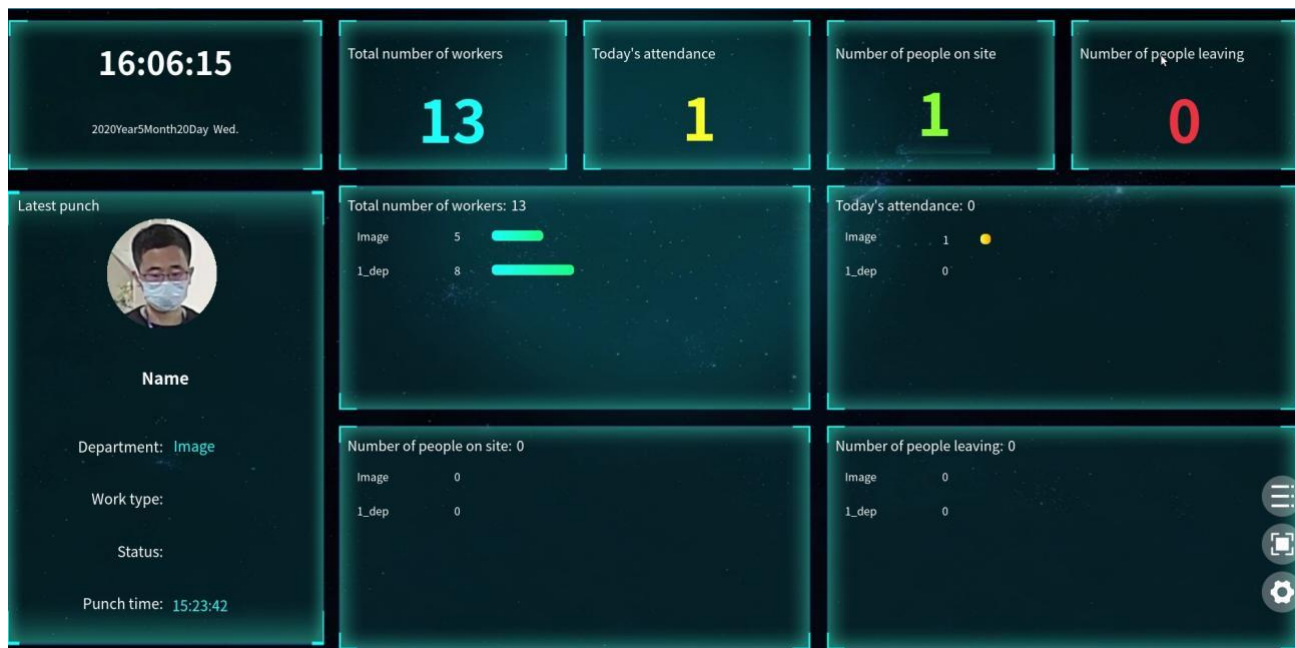 16:06:15
2020Year5Month20Day Wed.
Total number of workers
13
Today's attendance
1
Number of people on site
1
Number of people leaving
0
Latest punch
Name
Department: Image
Work type:
Status:
Punch time: 15:23:42
Total number of workers: 13
Image 5
1_dep 8
Today's attendance: 0
Image 1
1_dep 0
Number of people on site: 0
Image 0
1_dep 0
Number of people leaving: 0
Image 0
1_dep 0